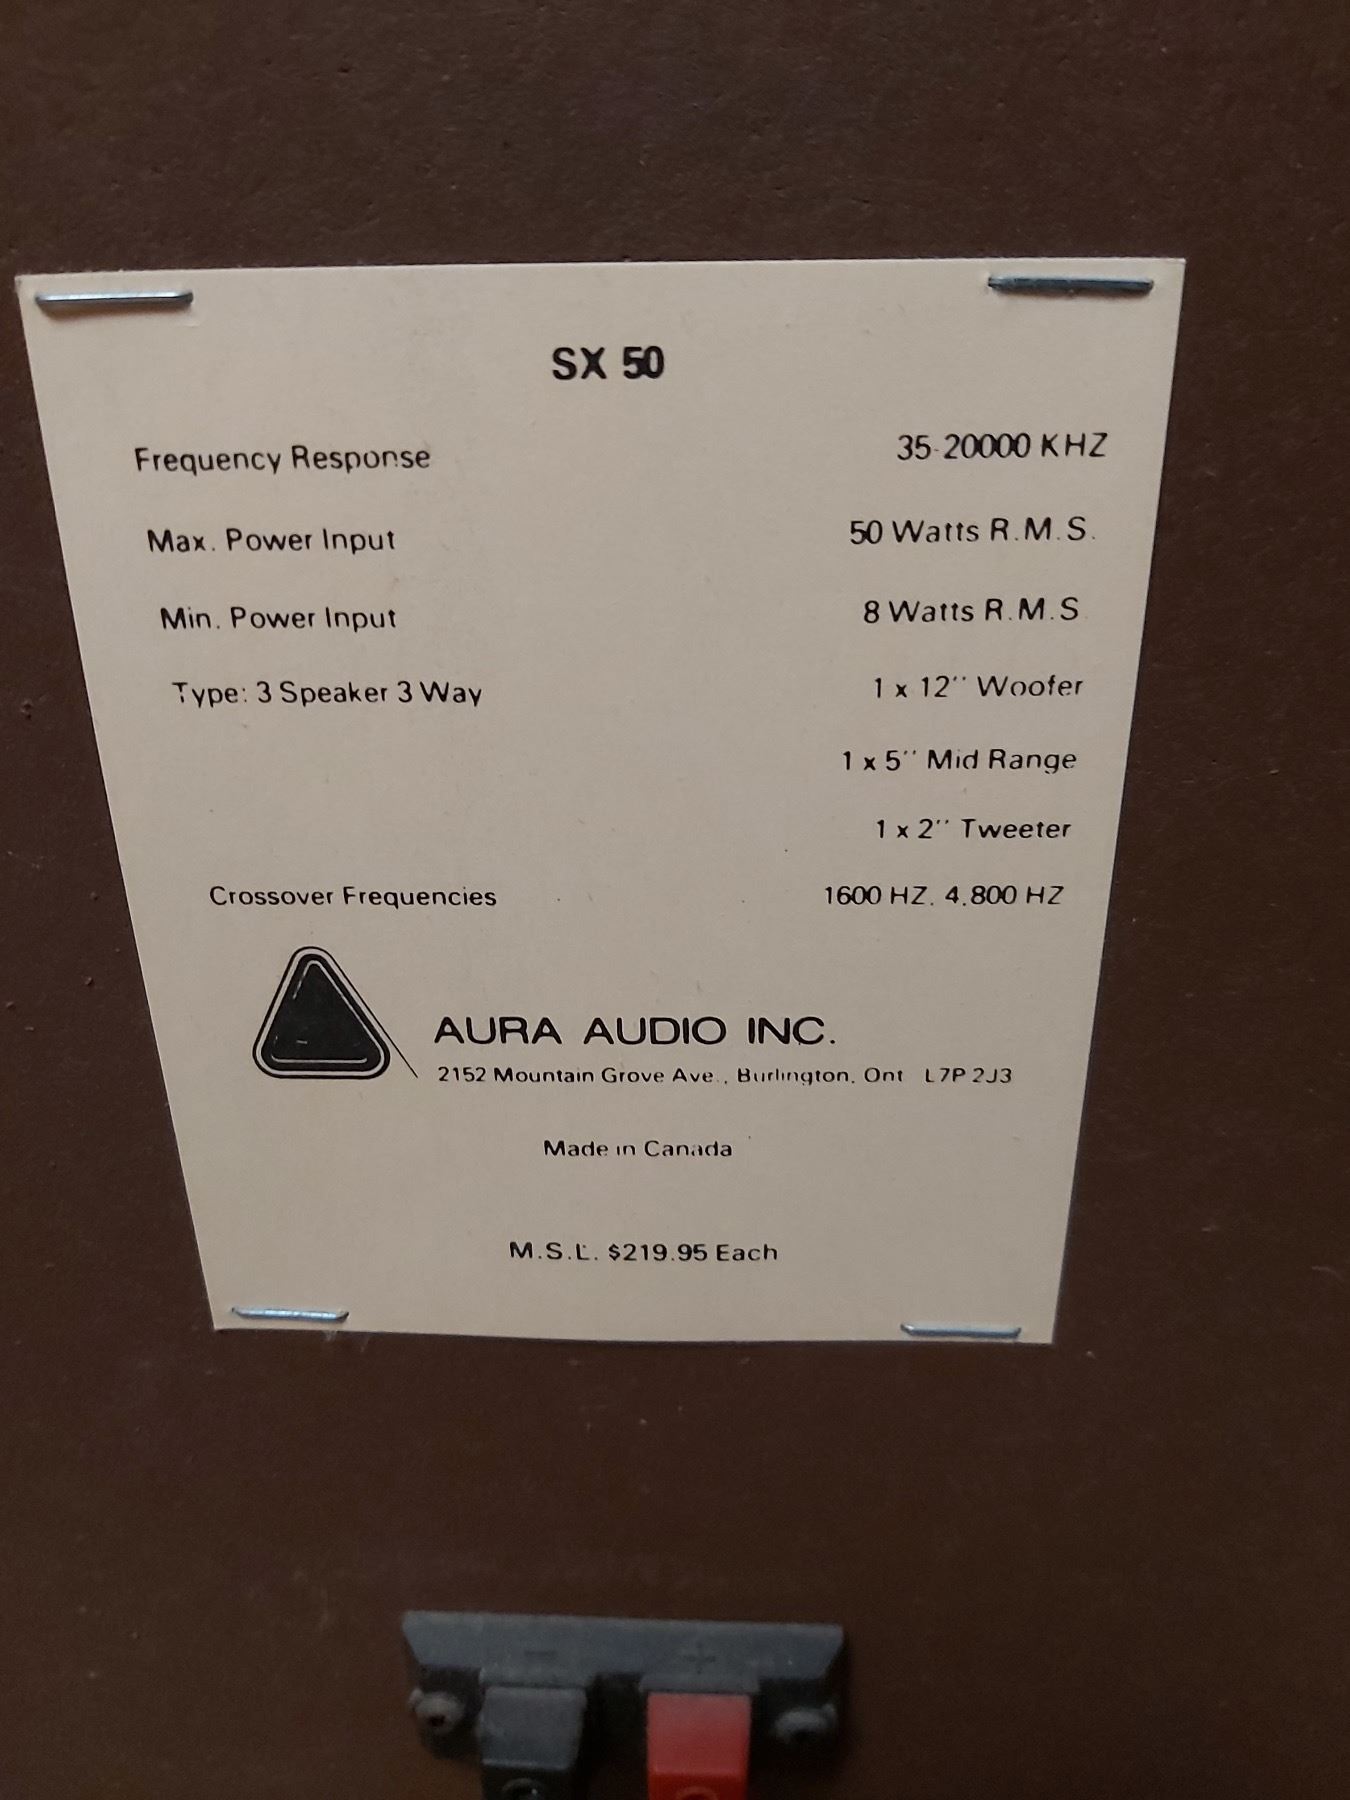 SX 50
Frequency Response 35-20000 KHZ
Max. Power Input 50 Watts R.M.S.
Min. Power Input 8 Watts R.M.S.
Type: 3 Speaker 3 Way 1 x 12'' Woofer
1 x 5'' Mid Range
1 x 2'' Tweeter
Crossover Frequencies 1600 HZ. 4.800 HZ
AURA AUDIO INC.
2152 Mountain Grove Ave., Burlington, Ont L7P 2J3
Made in Canada
M.S.L. $219.95 Each
- +